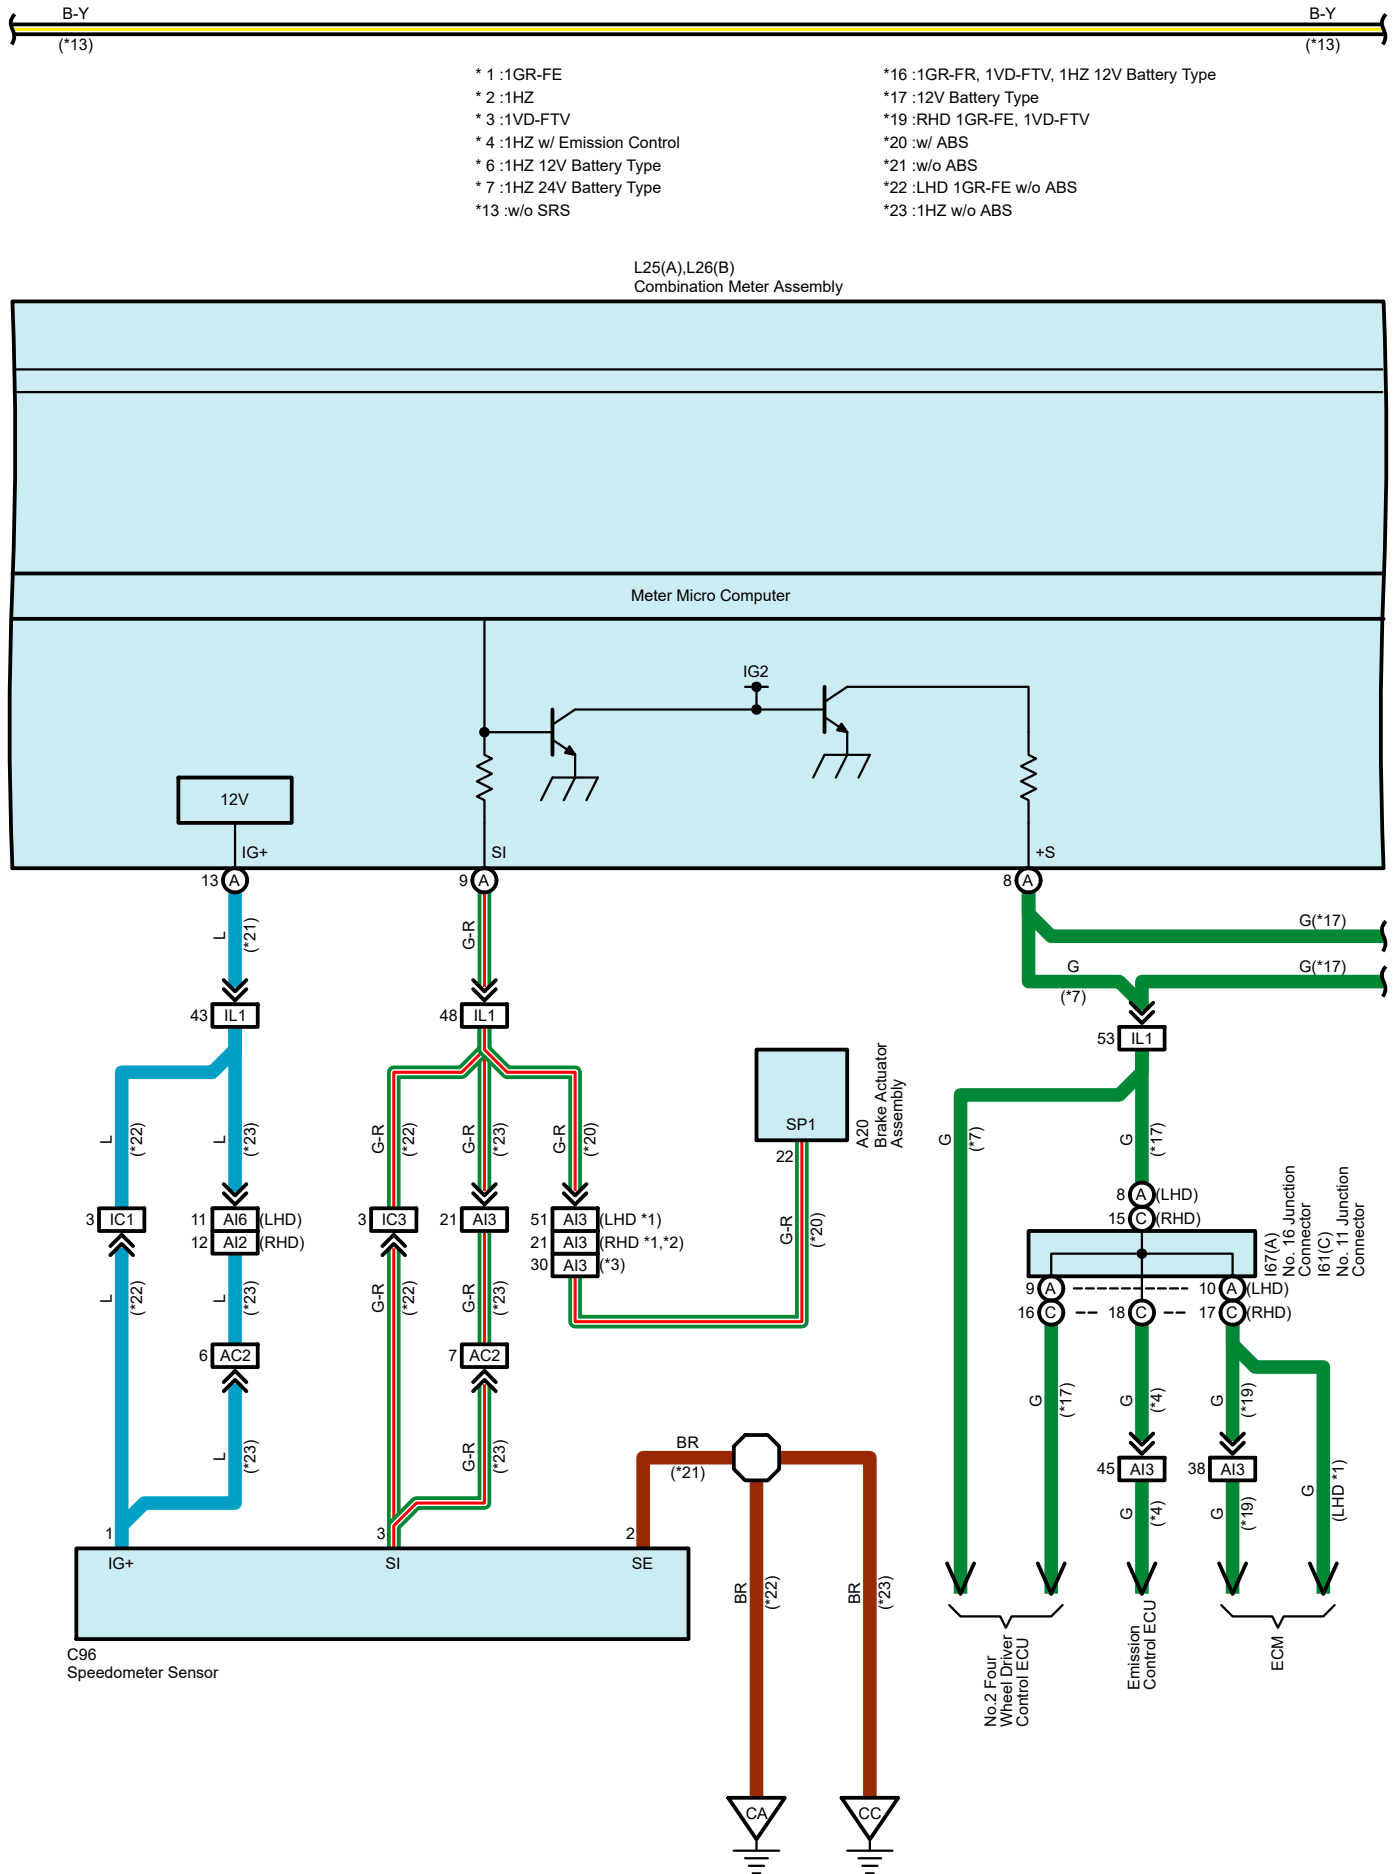 B-Y
B-Y
(*13)
(*13)
* 1 :1GR-FE
* 2 :1HZ
* 3 :1VD-FTV
* 4 :1HZ w/ Emission Control
* 6 :1HZ 12V Battery Type
* 7 :1HZ 24V Battery Type
*13 :w/o SRS
*16 :1GR-FR, 1VD-FTV, 1HZ 12V Battery Type
*17 :12V Battery Type
*19 :RHD 1GR-FE, 1VD-FTV
*20 :w/ ABS
*21 :w/o ABS
*22 :LHD 1GR-FE w/o ABS
*23 :1HZ w/o ABS
L25(A),L26(B)
Combination Meter Assembly
Meter Micro Computer
IG2
12V
IG+
SI
+S
13 A
9 A
8 A
L
(*21)
G-R
G(*17)
G
(*7)
G(*17)
43 IL1
48 IL1
53 IL1
A20
Brake Actuator
Assembly
SP1
22
L
(*22)
L
(*23)
G-R
(*22)
G-R
(*23)
G-R
(*20)
G
(*7)
G
(*17)
8 A (LHD)
15 C (RHD)
I67(A)
No. 16 Junction
Connector
I61(C)
No. 11 Junction
Connector
3 IC1
11 AI6 (LHD)
12 AI2 (RHD)
3 IC3
21 AI3
51 AI3 (LHD *1)
21 AI3 (RHD *1,*2)
30 AI3 (*3)
G-R
(*20)
9 A
10 A (LHD)
16 C
18 C
17 C (RHD)
L
(*22)
L
(*23)
G-R
(*22)
G-R
(*23)
6 AC2
7 AC2
G
(*17)
G
(*4)
G
(*19)
L
(*23)
G-R
(*23)
BR
(*21)
45 AI3
38 AI3
G
(*4)
G
(*19)
G
(LHD *1)
1
3
2
IG+
SI
SE
BR
(*22)
BR
(*23)
C96
Speedometer Sensor
No.2 Four
Wheel Driver
Control ECU
Emission
Control ECU
ECM
CA
CC